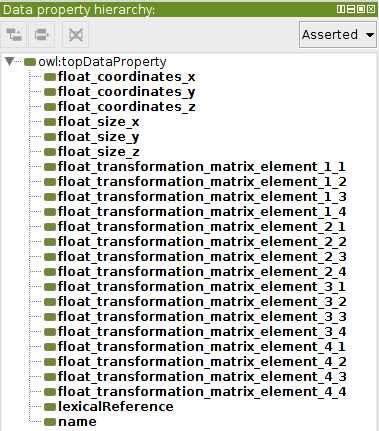 Data property hierarchy:
Asserted
owl:topDataProperty
float_coordinates_x
float_coordinates_y
float_coordinates_z
float_size_x
float_size_y
float_size_z
float_transformation_matrix_element_1_1
float_transformation_matrix_element_1_2
float_transformation_matrix_element_1_3
float_transformation_matrix_element_1_4
float_transformation_matrix_element_2_1
float_transformation_matrix_element_2_2
float_transformation_matrix_element_2_3
float_transformation_matrix_element_2_4
float_transformation_matrix_element_3_1
float_transformation_matrix_element_3_2
float_transformation_matrix_element_3_3
float_transformation_matrix_element_3_4
float_transformation_matrix_element_4_1
float_transformation_matrix_element_4_2
float_transformation_matrix_element_4_3
float_transformation_matrix_element_4_4
lexicalReference
name